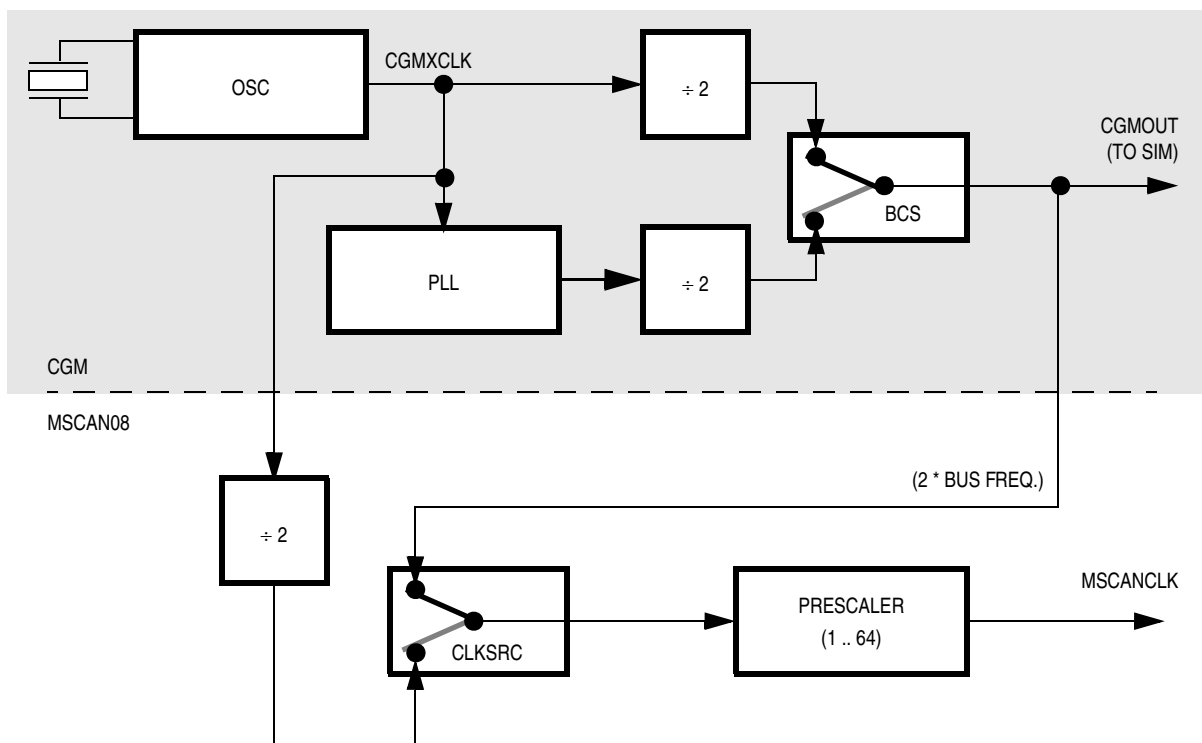 CGMXCLK
OSC
÷ 2
CGMOUT
(TO SIM)
BCS
PLL
÷ 2
CGM
MSCAN08
(2 * BUS FREQ.)
÷ 2
MSCANCLK
PRESCALER
(1 .. 64)
CLKSRC